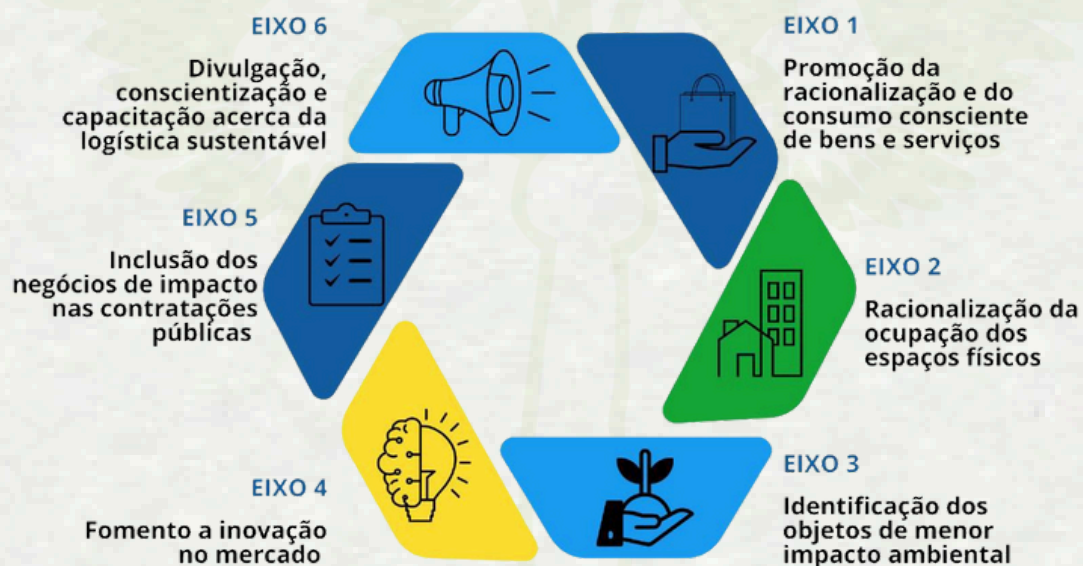 EIXO 1
Promoção da
racionalização e do
consumo consciente
de bens e serviços
EIXO 2
Racionalização da
ocupação dos
espaços físicos
EIXO 3
Identificação dos
objetos de menor
impacto ambiental
EIXO 4
Fomento a inovação
no mercado
EIXO 5
Inclusão dos
negócios de impacto
nas contratações
públicas
EIXO 6
Divulgação,
conscientização e
capacitação acerca da
logística sustentável